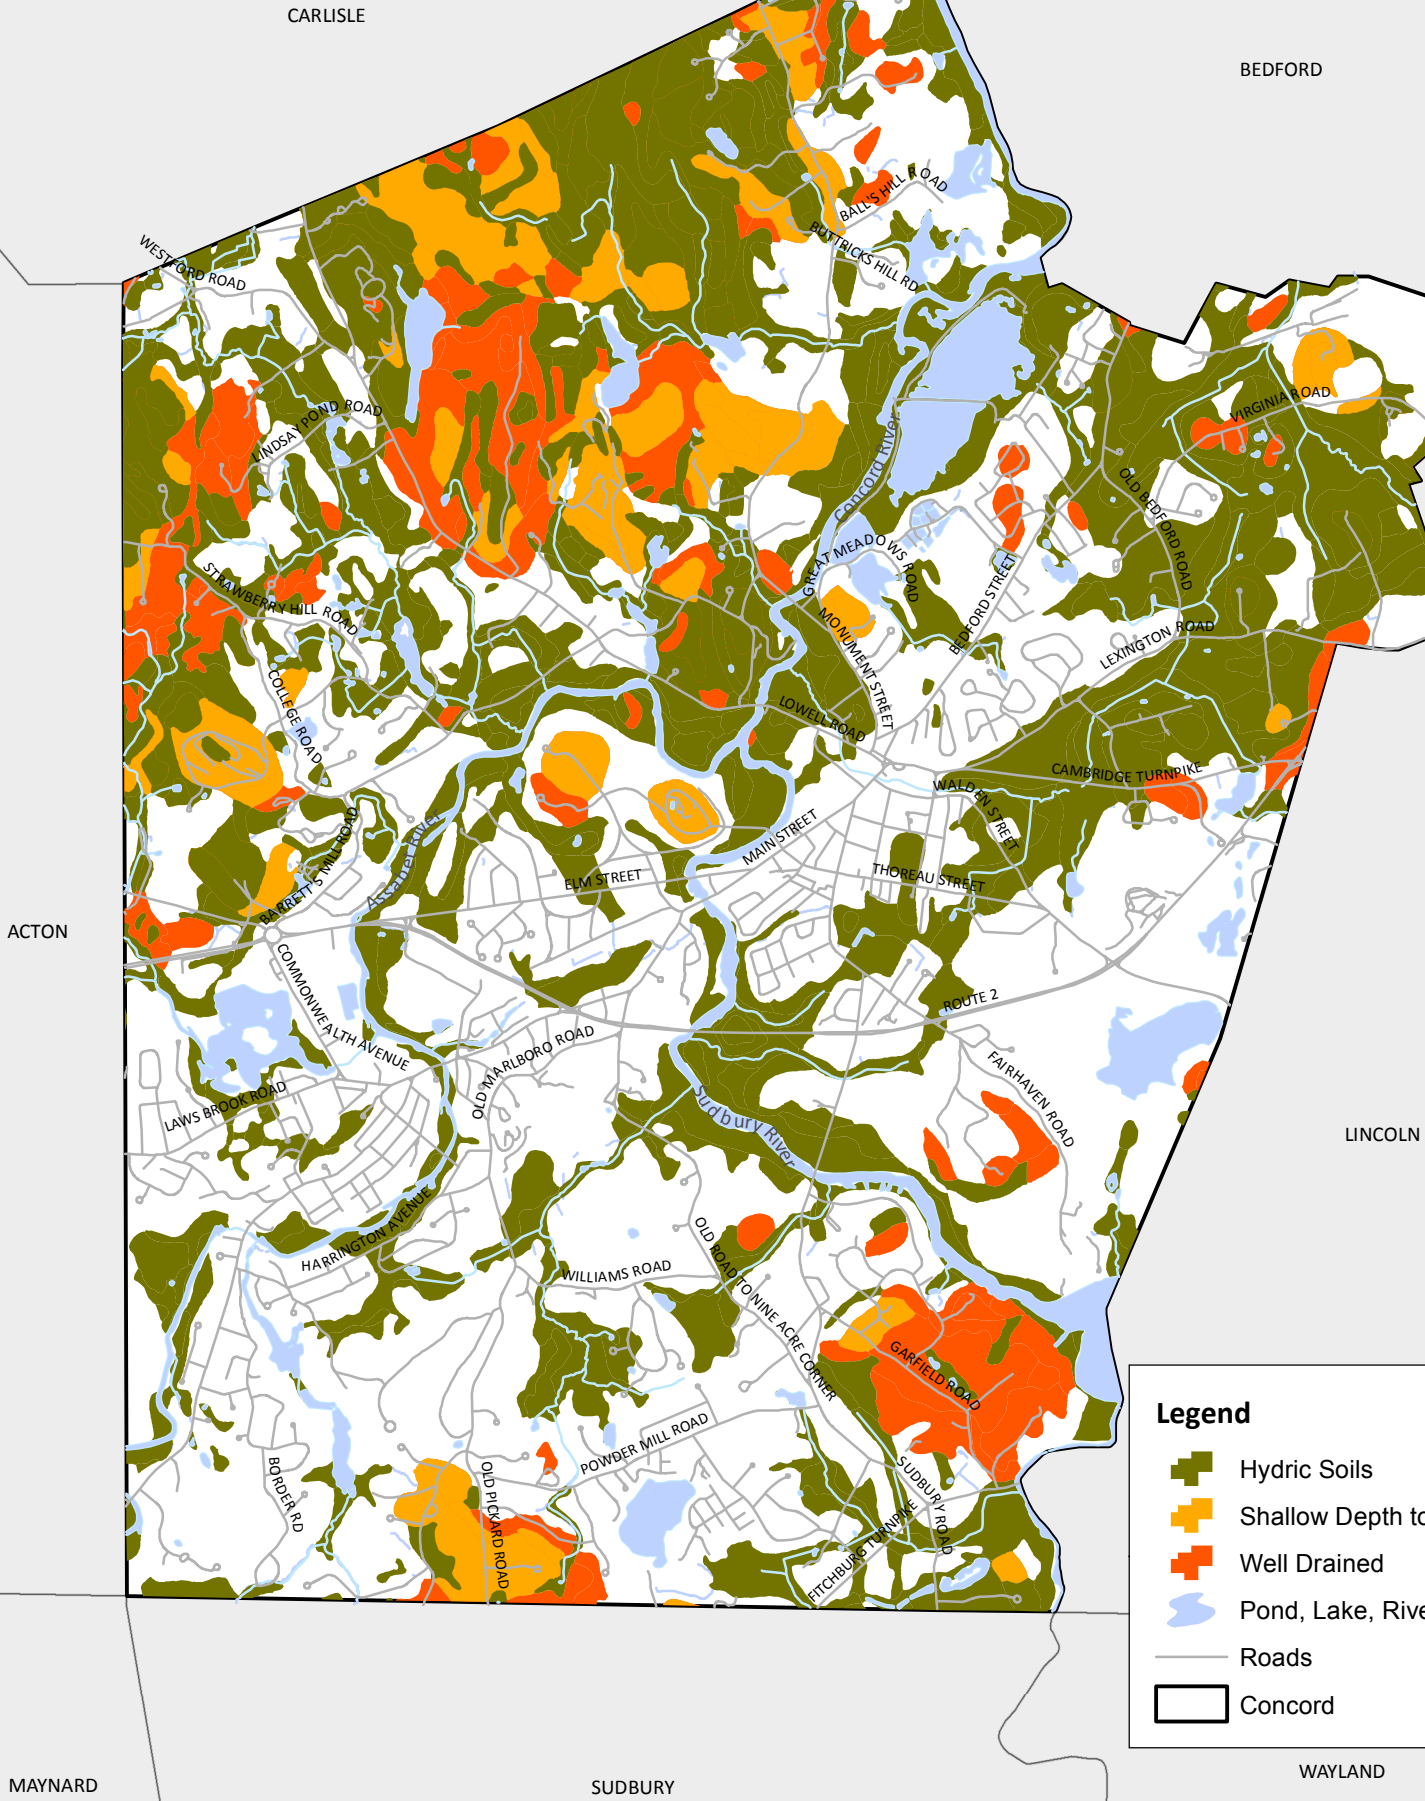 CARLISLE
BEDFORD
BALL'S HILL ROAD
BUTTRICKS HILL RD
WESTFORD ROAD
VIRGINIA ROAD
LINDSAY POND ROAD
Concord River
OLD BEDFORD ROAD
GREAT MEADOWS ROAD
STRAWBERRY HILL ROAD
BEDFORD STREET
MONUMENT STREET
LEXINGTON ROAD
COLLEGE ROAD
LOWELL ROAD
CAMBRIDGE TURNPIKE
WALDEN STREET
MAIN STREET
Assabet River
BARRETT'S MILL ROAD
ELM STREET
THOREAU STREET
ACTON
COMMONWEALTH AVENUE
ROUTE 2
OLD MARLBORO ROAD
FAIRHAVEN ROAD
LAWS BROOK ROAD
Sudbury River
LINCOLN
HARRINGTON AVENUE
OLD ROAD TO NINE ACRE CORNER
WILLIAMS ROAD
GARFIELD ROAD
POWDER MILL ROAD
BORDER RD
OLD PICKARD ROAD
SUDBURY ROAD
FITCHBURG TURNPIKE
Legend
Hydric Soils
Shallow Depth to
Well Drained
Pond, Lake, Rive
Roads
Concord
MAYNARD
SUDBURY
WAYLAND